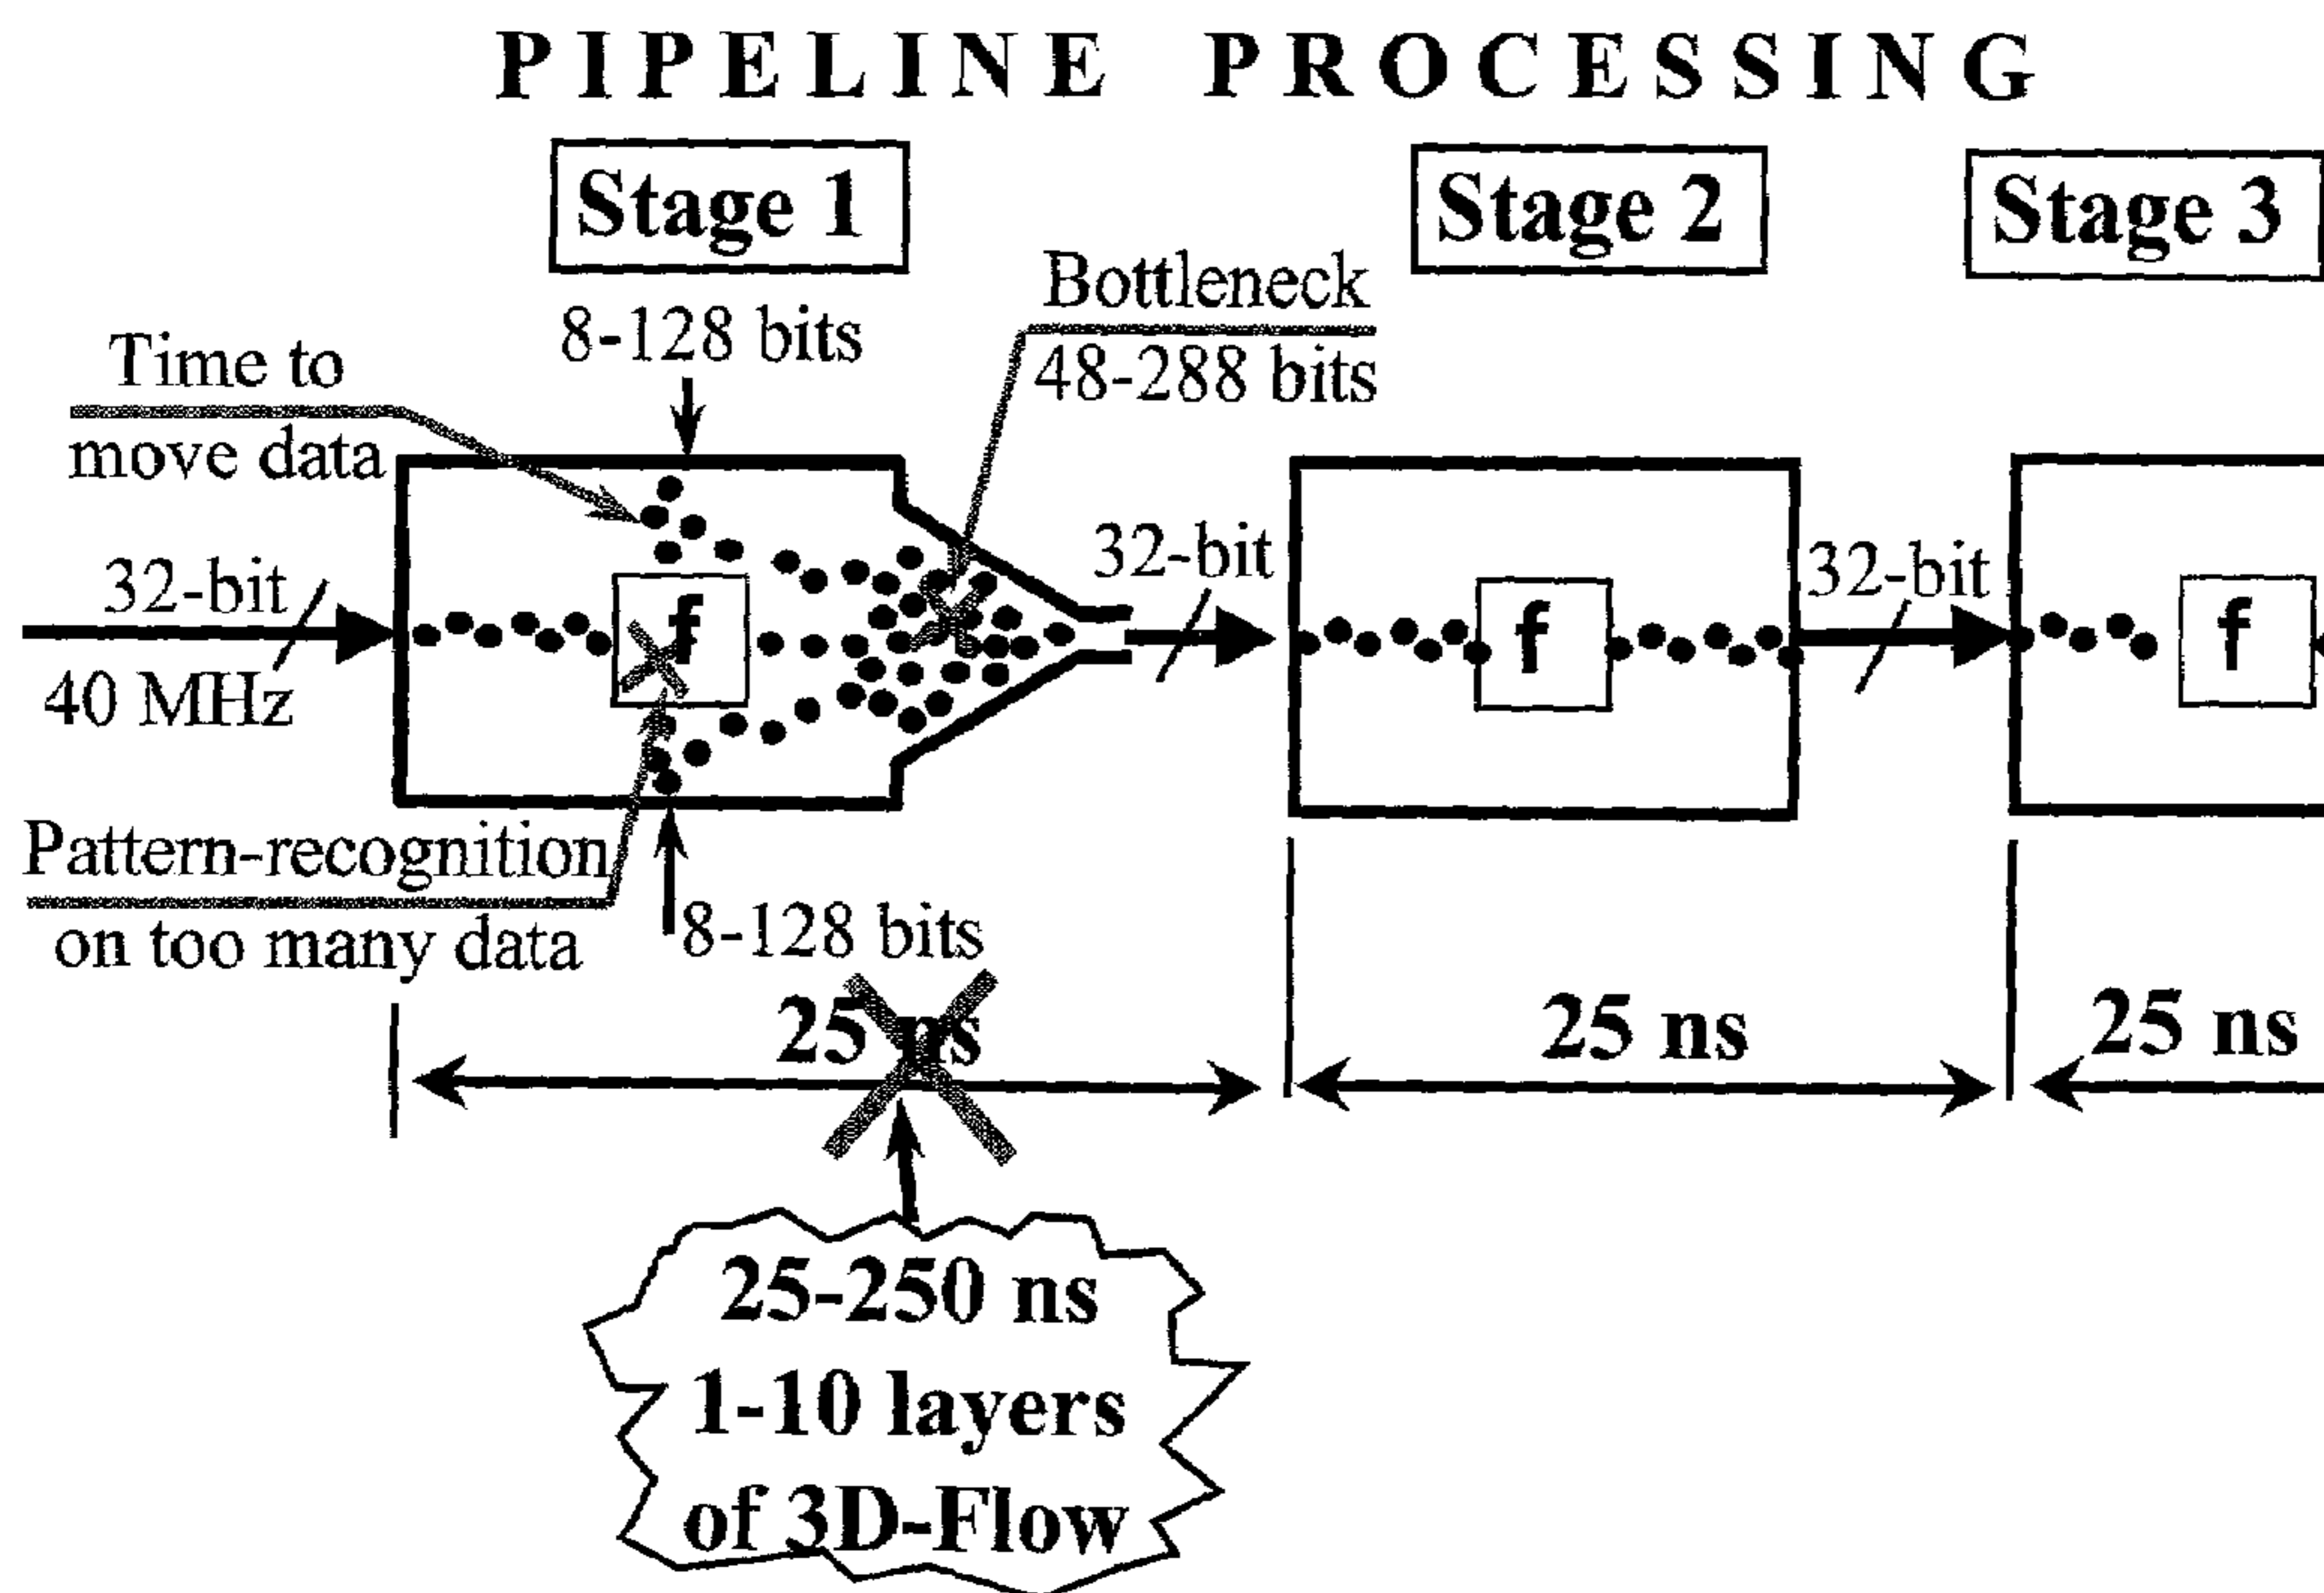 PIPELINE PROCESSING
Stage 1
Stage 2
Stage 3
Bottleneck
48-288 bits
8-128 bits
Time to
move data
32-bit
40 MHz
f
32-bit
f
32-bit
f
Pattern-recognition
on too many data
8-128 bits
25 ns
25 ns
25 ns
25-250 ns
1-10 layers
of 3D-Flow